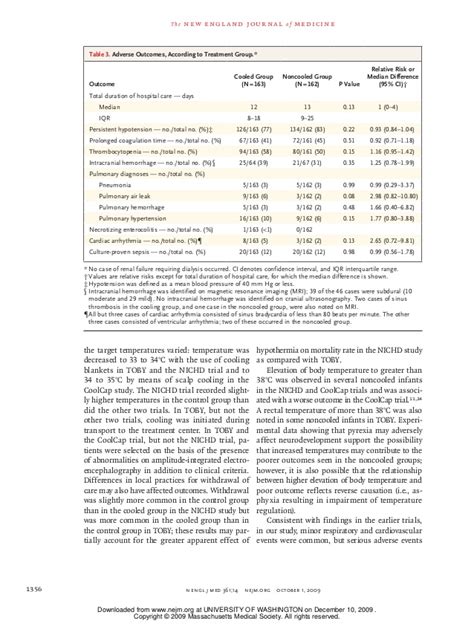 The NEW ENGLAND JOURNAL of MEDICINE
Table 3. Adverse Outcomes, According to Treatment Group.*
Outcome Cooled Group (N=163) Noncooled Group (N=162) P Value Relative Risk or Median Difference (95% CI)†
Total duration of hospital care — days
Median 12 13 0.13 1 (0–4)
IQR 8–18 9–25
Persistent hypotension — no./total no. (%)‡ 126/163 (77) 134/162 (83) 0.22 0.93 (0.84–1.04)
Prolonged coagulation time — no./total no. (%) 67/163 (41) 72/161 (45) 0.51 0.92 (0.71–1.18)
Thrombocytopenia — no./total no. (%) 94/163 (58) 80/161 (50) 0.15 1.16 (0.95–1.42)
Intracranial hemorrhage — no./total no. (%)§ 25/64 (39) 21/67 (31) 0.35 1.25 (0.78–1.99)
Pulmonary diagnoses — no./total no. (%)
Pneumonia 5/163 (3) 5/162 (3) 0.99 0.99 (0.29–3.37)
Pulmonary air leak 9/163 (6) 3/162 (2) 0.08 2.98 (0.82–10.80)
Pulmonary hemorrhage 5/163 (3) 3/162 (2) 0.48 1.66 (0.40–6.82)
Pulmonary hypertension 16/163 (10) 9/162 (6) 0.15 1.77 (0.80–3.88)
Necrotizing enterocolitis — no./total no. (%) 1/163 (<1) 0/162
Cardiac arrhythmia — no./total no. (%)¶ 8/163 (5) 3/162 (2) 0.13 2.65 (0.72–9.81)
Culture-proven sepsis — no./total no. (%) 20/163 (12) 20/162 (12) 0.98 0.99 (0.56–1.78)
* No case of renal failure requiring dialysis occurred. CI denotes confidence interval, and IQR interquartile range.
† Values are relative risks except for total duration of hospital care, for which the median difference is shown.
‡ Hypotension was defined as a mean blood pressure of 40 mm Hg or less.
§ Intracranial hemorrhage was identified on magnetic resonance imaging (MRI); 39 of the 46 cases were subdural (10
moderate and 29 mild). No intracranial hemorrhage was identified on cranial ultrasonography. Two cases of sinus
thrombosis in the cooling group, and one case in the noncooled group, were also noted on MRI.
¶ All but three cases of cardiac arrhythmia consisted of sinus bradycardia of less than 80 beats per minute. The other
three cases consisted of ventricular arrhythmia; two of these occurred in the noncooled group.
the target temperatures varied: temperature was
decreased to 33 to 34°C with the use of cooling
blankets in TOBY and the NICHD trial and to
34 to 35°C by means of scalp cooling in the
CoolCap study. The NICHD trial recorded slight-
ly higher temperatures in the control group than
did the other two trials. In TOBY, but not the
other two trials, cooling was initiated during
transport to the treatment center. In TOBY and
the CoolCap trial, but not the NICHD trial, pa-
tients were selected on the basis of the presence
of abnormalities on amplitude-integrated electro-
encephalography in addition to clinical criteria.
Differences in local practices for withdrawal of
care may also have affected outcomes. Withdrawal
was slightly more common in the control group
than in the cooled group in the NICHD study but
was more common in the cooled group than in
the control group in TOBY; these results may par-
tially account for the greater apparent effect of
hypothermia on mortality rate in the NICHD study
as compared with TOBY.
Elevation of body temperature to greater than
38°C was observed in several noncooled infants
in the NICHD and CoolCap trials and was associ-
ated with a worse outcome in the CoolCap trial.
A rectal temperature of more than 38°C was also
noted in some noncooled infants in TOBY. Experi-
mental data showing that pyrexia may adversely
affect neurodevelopment support the possibility
that increased temperatures may contribute to the
poorer outcomes seen in the noncooled groups;
however, it is also possible that the relationship
between higher elevation of body temperature and
poor outcome reflects reverse causation (i.e., as-
phyxia resulting in impairment of temperature
regulation).
Consistent with findings in the earlier trials,
in our study, minor respiratory and cardiovascular
events were common, but serious adverse events
1356 N ENGL J MED 361;14 NEJM.ORG OCTOBER 1, 2009
Downloaded from www.nejm.org at UNIVERSITY OF WASHINGTON on December 10, 2009 .
Copyright © 2009 Massachusetts Medical Society. All rights reserved.